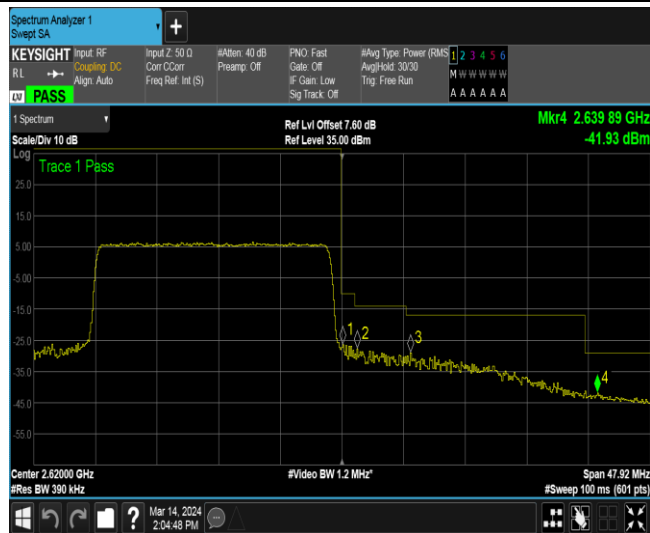 Spectrum Analyzer 1
Swept SA
+
KEYSIGHT
RL
LXI PASS
Input: RF
Coupling: DC
Align: Auto
Input Z: 50 Ω
Corr CCorr
Freq Ref: Int (S)
#Atten: 40 dB
Preamp: Off
PNO: Fast
Gate: Off
IF Gain: Low
Sig Track: Off
#Avg Type: Power (RMS
Avg|Hold: 30/30
Trig: Free Run
1 2 3 4 5 6
M W W W W W
A A A A A A
1 Spectrum
Scale/Div 10 dB
Ref Lvl Offset 7.60 dB
Ref Level 35.00 dBm
Mkr4 2.639 89 GHz
-41.93 dBm
Log
Trace 1 Pass
25.0
15.0
5.00
-5.00
-15.0
-25.0
-35.0
-45.0
-55.0
1
2
3
4
Center 2.62000 GHz
#Res BW 390 kHz
#Video BW 1.2 MHz*
Span 47.92 MHz
#Sweep 100 ms (601 pts)
?
Mar 14, 2024
2:04:48 PM